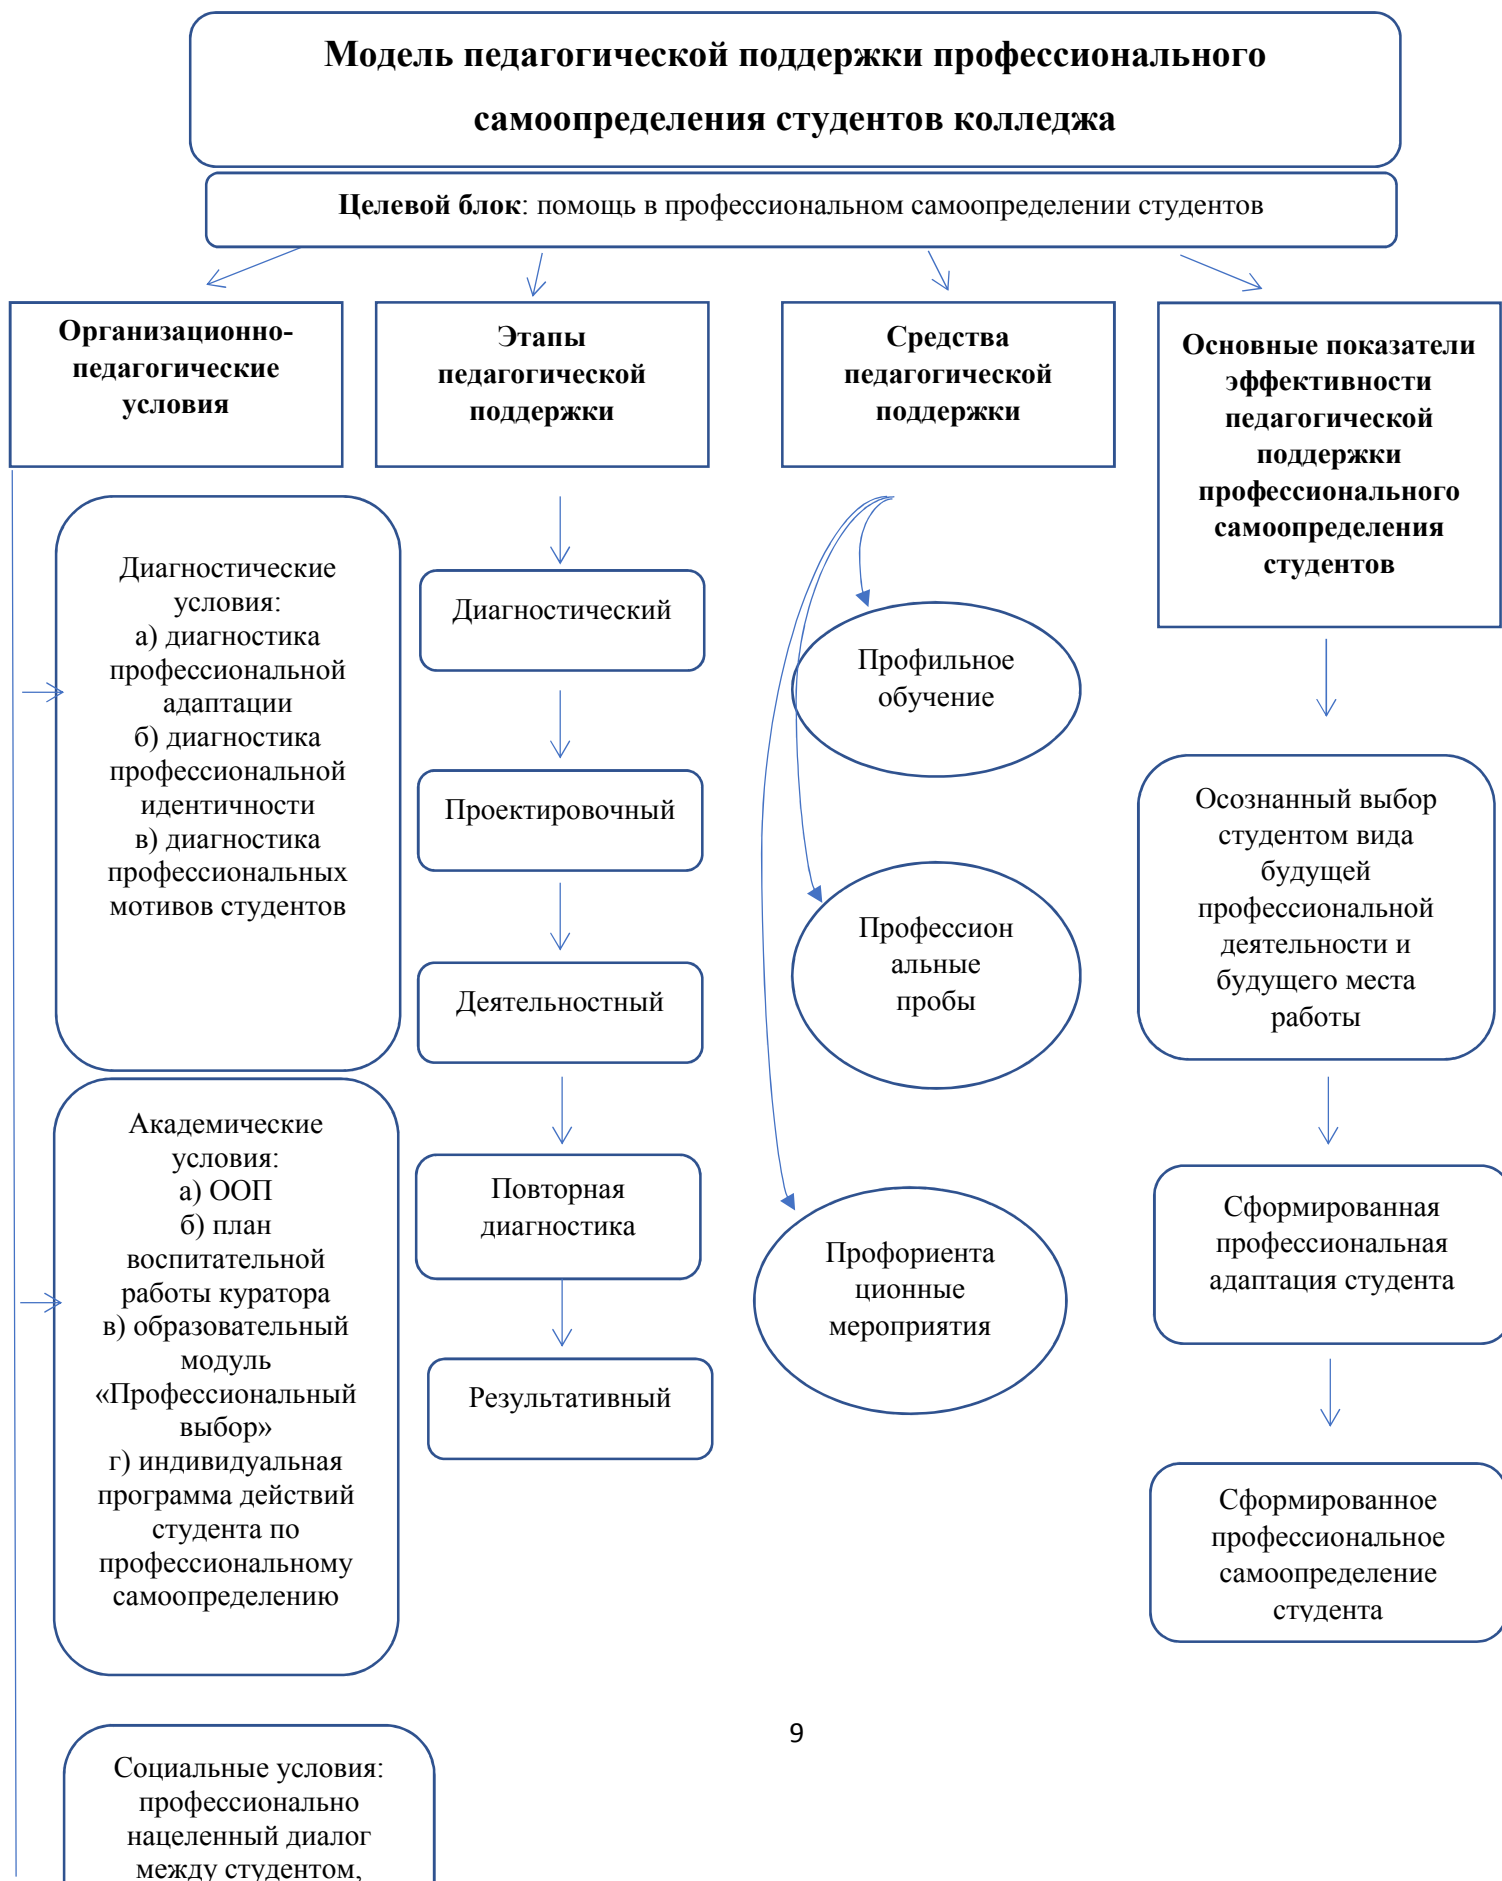 Модель педагогической поддержки профессионального
самоопределения студентов колледжа
Целевой блок: помощь в профессиональном самоопределении студентов
Организационно-
педагогические
условия
Этапы
педагогической
поддержки
Средства
педагогической
поддержки
Основные показатели
эффективности
педагогической
поддержки
профессионального
самоопределения
студентов
Диагностические
условия:
а) диагностика
профессиональной
адаптации
б) диагностика
профессиональной
идентичности
в) диагностика
профессиональных
мотивов студентов
Академические
условия:
а) ООП
б) план
воспитательной
работы куратора
в) образовательный
модуль
«Профессиональный
выбор»
г) индивидуальная
программа действий
студента по
профессиональному
самоопределению
Социальные условия:
профессионально
нацеленный диалог
между студентом,
Диагностический
Проектировочный
Деятельностный
Повторная
диагностика
Результативный
Профильное
обучение
Профессион
альные
пробы
Профориента
ционные
мероприятия
Осознанный выбор
студентом вида
будущей
профессиональной
деятельности и
будущего места
работы
Сформированная
профессиональная
адаптация студента
Сформированное
профессиональное
самоопределение
студента
9